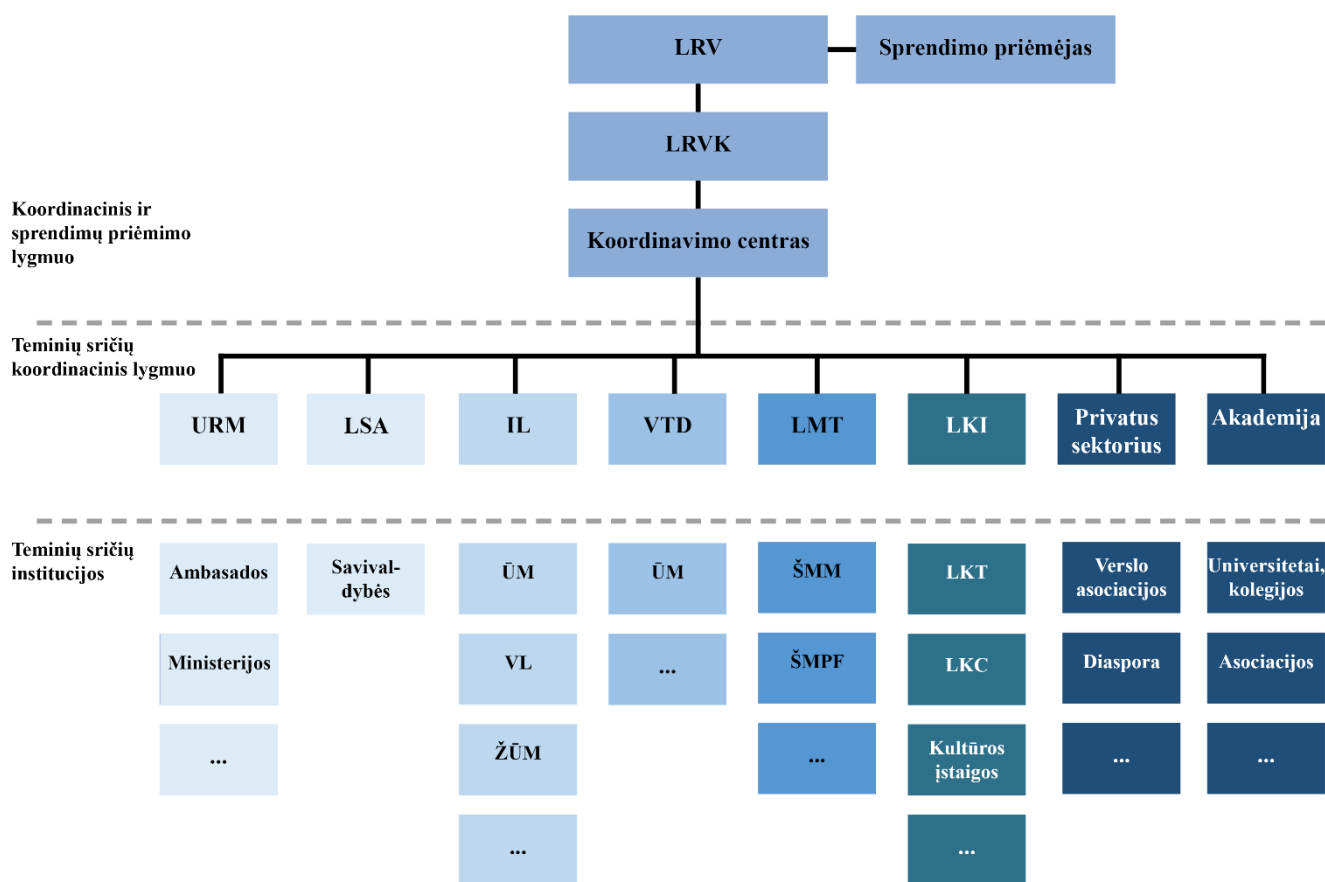 LRV
Sprendimo priėmėjas
LRVK
Koordinacinis ir
sprendimų priėmimo
lygmuo
Koordinavimo centras
Teminių sričių
koordinacinis lygmuo
URM
LSA
IL
VTD
LMT
LKI
Privatus
sektorius
Akademija
Teminių sričių
institucijos
Ambasados
Savival-
dybės
ŪM
ŪM
ŠMM
LKT
Verslo
asociacijos
Universitetai,
kolegijos
Ministerijos
VL
...
ŠMPF
LKC
Diaspora
Asociacijos
...
ŽŪM
...
Kultūros
įstaigos
...
...
...
...